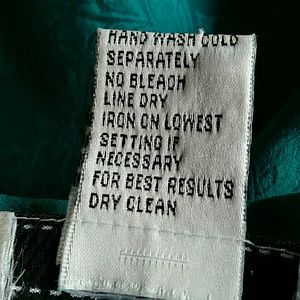 HAND WASH COLD
SEPARATELY
NO BLEACH
LINE DRY
IRON ON LOWEST
SETTING IF
NECESSARY
FOR BEST RESULTS
DRY CLEAN